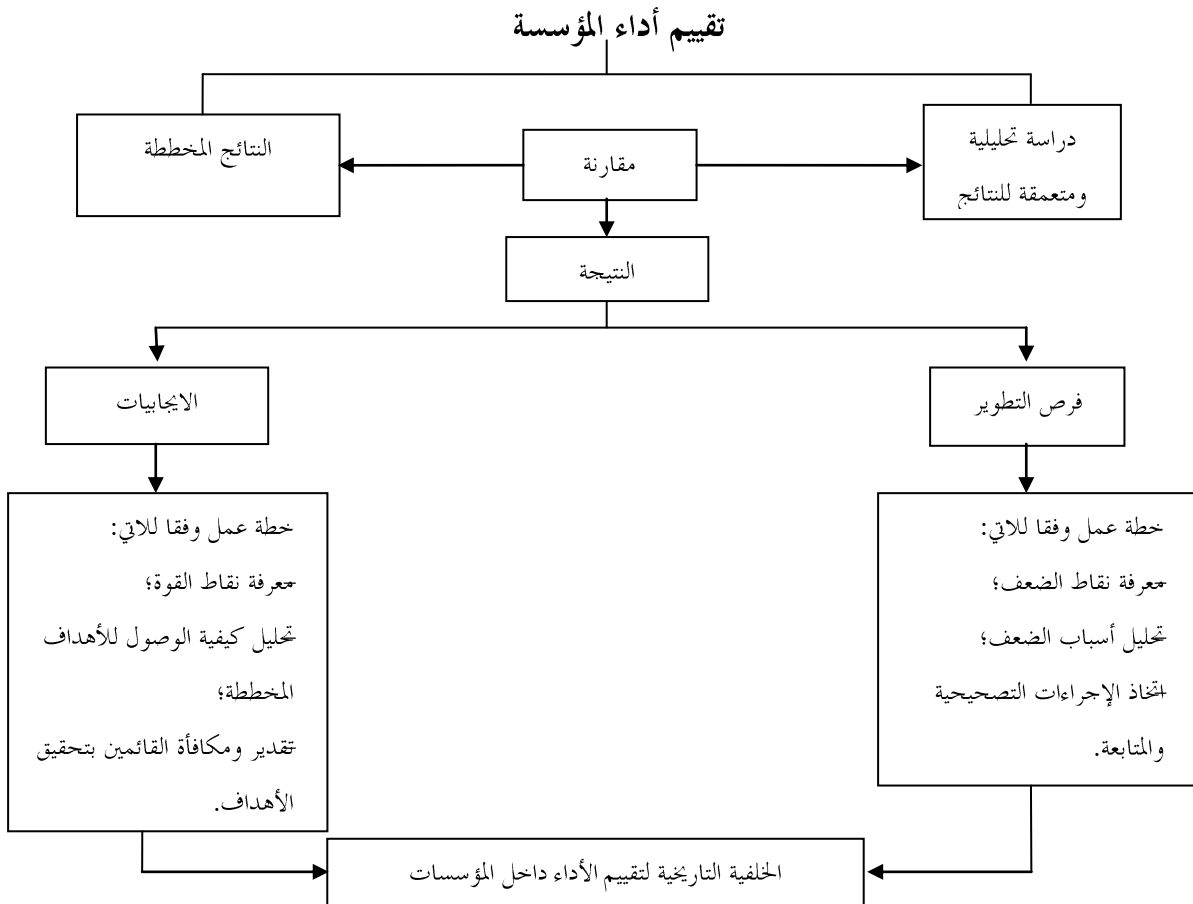 تقييم أداء المؤسسة
دراسة تحليلية
ومتعمقة للنتائج
مقارنة
النتائج المخططة
النتيجة
فرص التطوير
الايجابيات
خطة عمل وفقا للاتي:
-معرفة نقاط الضعف؛
-تحليل أسباب الضعف؛
-اتخاذ الإجراءات التصحيحية
والمتابعة.
خطة عمل وفقا للاتي:
-معرفة نقاط القوة؛
-تحليل كيفية الوصول للأهداف
المخططة؛
-تقدير ومكافأة القائمين بتحقيق
الأهداف.
الخلفية التاريخية لتقييم الأداء داخل المؤسسات